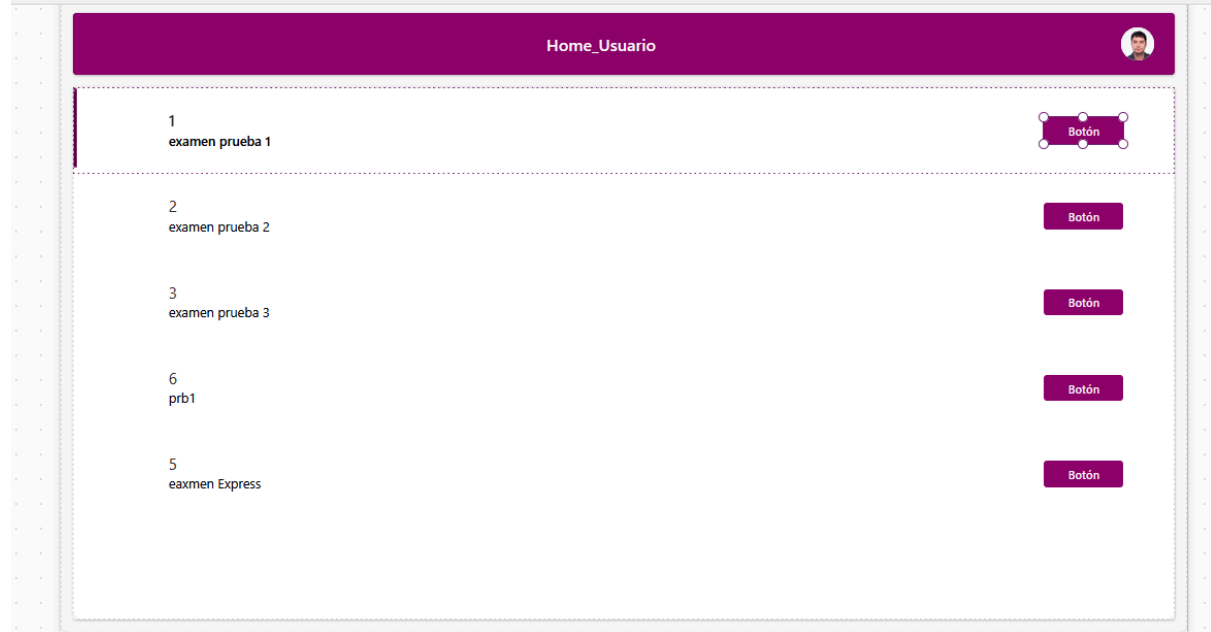 Home_Usuario
1
examen prueba 1
Botón
2
examen prueba 2
Botón
3
examen prueba 3
Botón
6
prb1
Botón
5
eaxmen Express
Botón